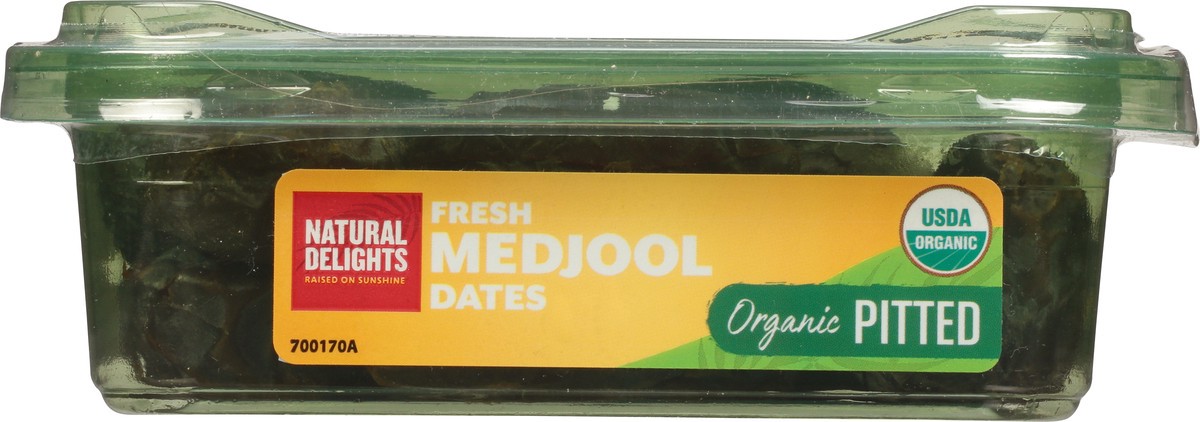 NATURAL
DELIGHTS
RAISED ON SUNSHINE
FRESH
MEDJOOL
DATES
USDA
ORGANIC
Organic PITTED
700170A